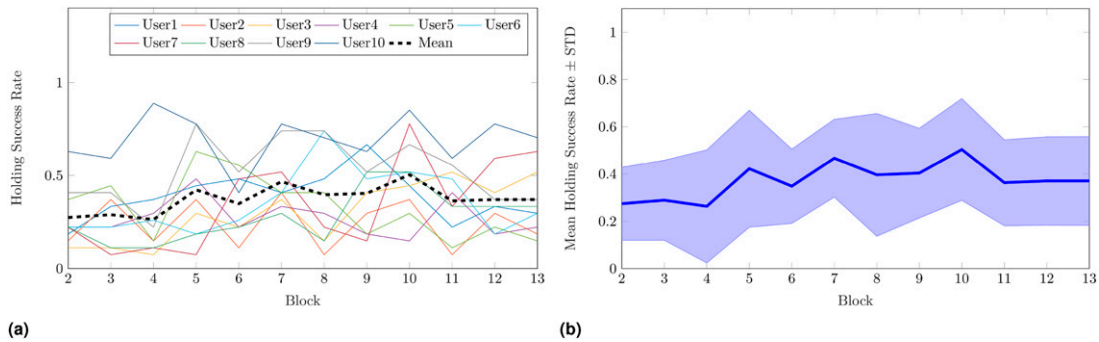 User1 User2 User3 User4 User5 User6
User7 User8 User9 User10 Mean
Holding Success Rate
1
0.5
0
2 3 4 5 6 7 8 9 10 11 12 13
Block
(a)
Mean Holding Success Rate ± STD
1
0.8
0.6
0.4
0.2
0
2 3 4 5 6 7 8 9 10 11 12 13
Block
(b)